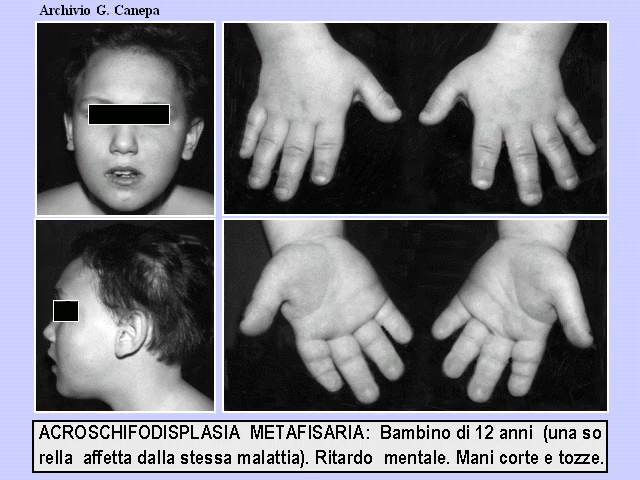 Archivio G. Canepa
ACROSCHIFODISPLASIA METAFISARIA: Bambino di 12 anni (una so
rella affetta dalla stessa malattia). Ritardo mentale. Mani corte e tozze.